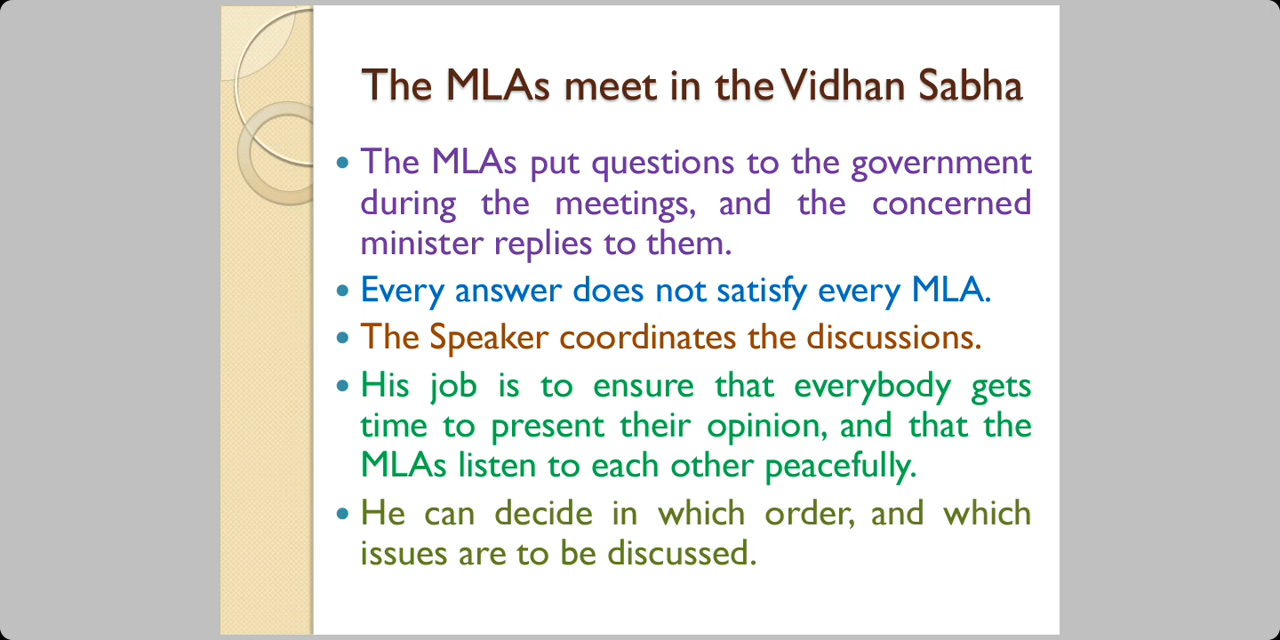 The MLAs meet in the Vidhan Sabha
• The MLAs put questions to the government
during the meetings, and the concerned
minister replies to them.
• Every answer does not satisfy every MLA.
• The Speaker coordinates the discussions.
• His job is to ensure that everybody gets
time to present their opinion, and that the
MLAs listen to each other peacefully.
• He can decide in which order, and which
issues are to be discussed.